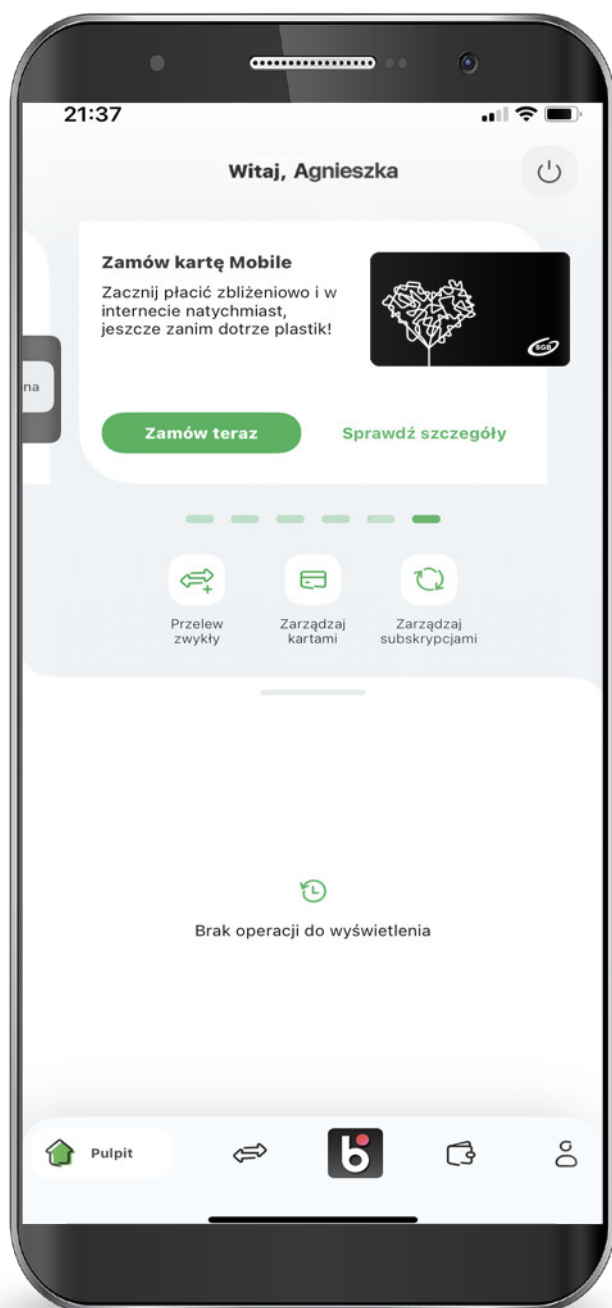 21:37
Witaj, Agnieszka
Zamów kartę Mobile
Zacznij płacić zbliżeniowo i w
internecie natychmiast,
jeszcze zanim dotrze plastik!
SGB
na
Zamów teraz
Sprawdź szczegóły
Przelew
zwykły
Zarządzaj
kartami
Zarządzaj
subskrypcjami
Brak operacji do wyświetlenia
Pulpit
b